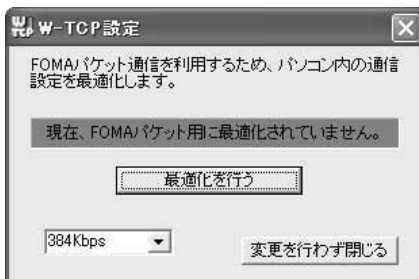 W-TCP設定
FOMAパケット通信を利用するため、パソコン内の通信
設定を最適化します。
現在、FOMAパケット用に最適化されていません。
最適化を行う
384Kbps
変更を行わず閉じる